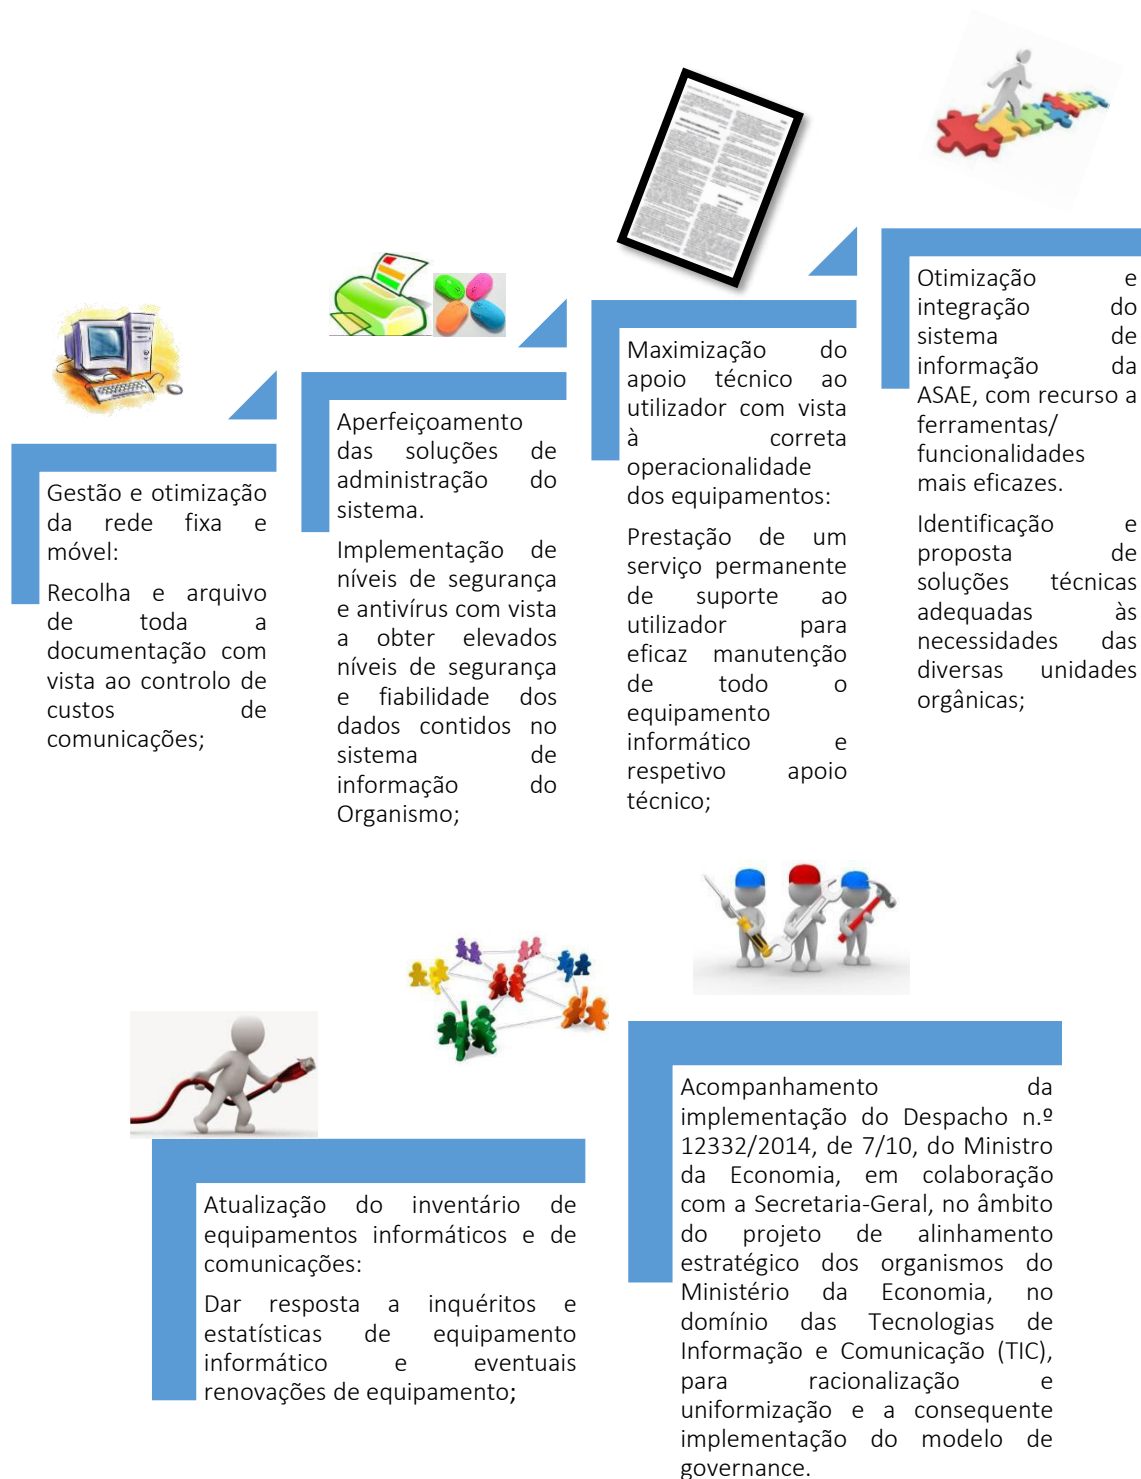 Gestão e otimização
da rede fixa e
móvel:
Recolha e arquivo
de toda a
documentação com
vista ao controlo de
custos de
comunicações;
Aperfeiçoamento
das soluções de
administração do
sistema.
Implementação de
níveis de segurança
e antivírus com vista
a obter elevados
níveis de segurança
e fiabilidade dos
dados contidos no
sistema de
informação do
Organismo;
Maximização do
apoio técnico ao
utilizador com vista
à correta
operacionalidade
dos equipamentos:
Prestação de um
serviço permanente
de suporte ao
utilizador para
eficaz manutenção
de todo o
equipamento
informático e
respetivo apoio
técnico;
Otimização e
integração do
sistema de
informação da
ASAE, com recurso a
ferramentas/
funcionalidades
mais eficazes.
Identificação e
proposta de
soluções técnicas
adequadas às
necessidades das
diversas unidades
orgânicas;
Atualização do inventário de
equipamentos informáticos e de
comunicações:
Dar resposta a inquéritos e
estatísticas de equipamento
informático e eventuais
renovações de equipamento;
Acompanhamento da
implementação do Despacho n.º
12332/2014, de 7/10, do Ministro
da Economia, em colaboração
com a Secretaria-Geral, no âmbito
do projeto de alinhamento
estratégico dos organismos do
Ministério da Economia, no
domínio das Tecnologias de
Informação e Comunicação (TIC),
para racionalização e
uniformização e a consequente
implementação do modelo de
governance.